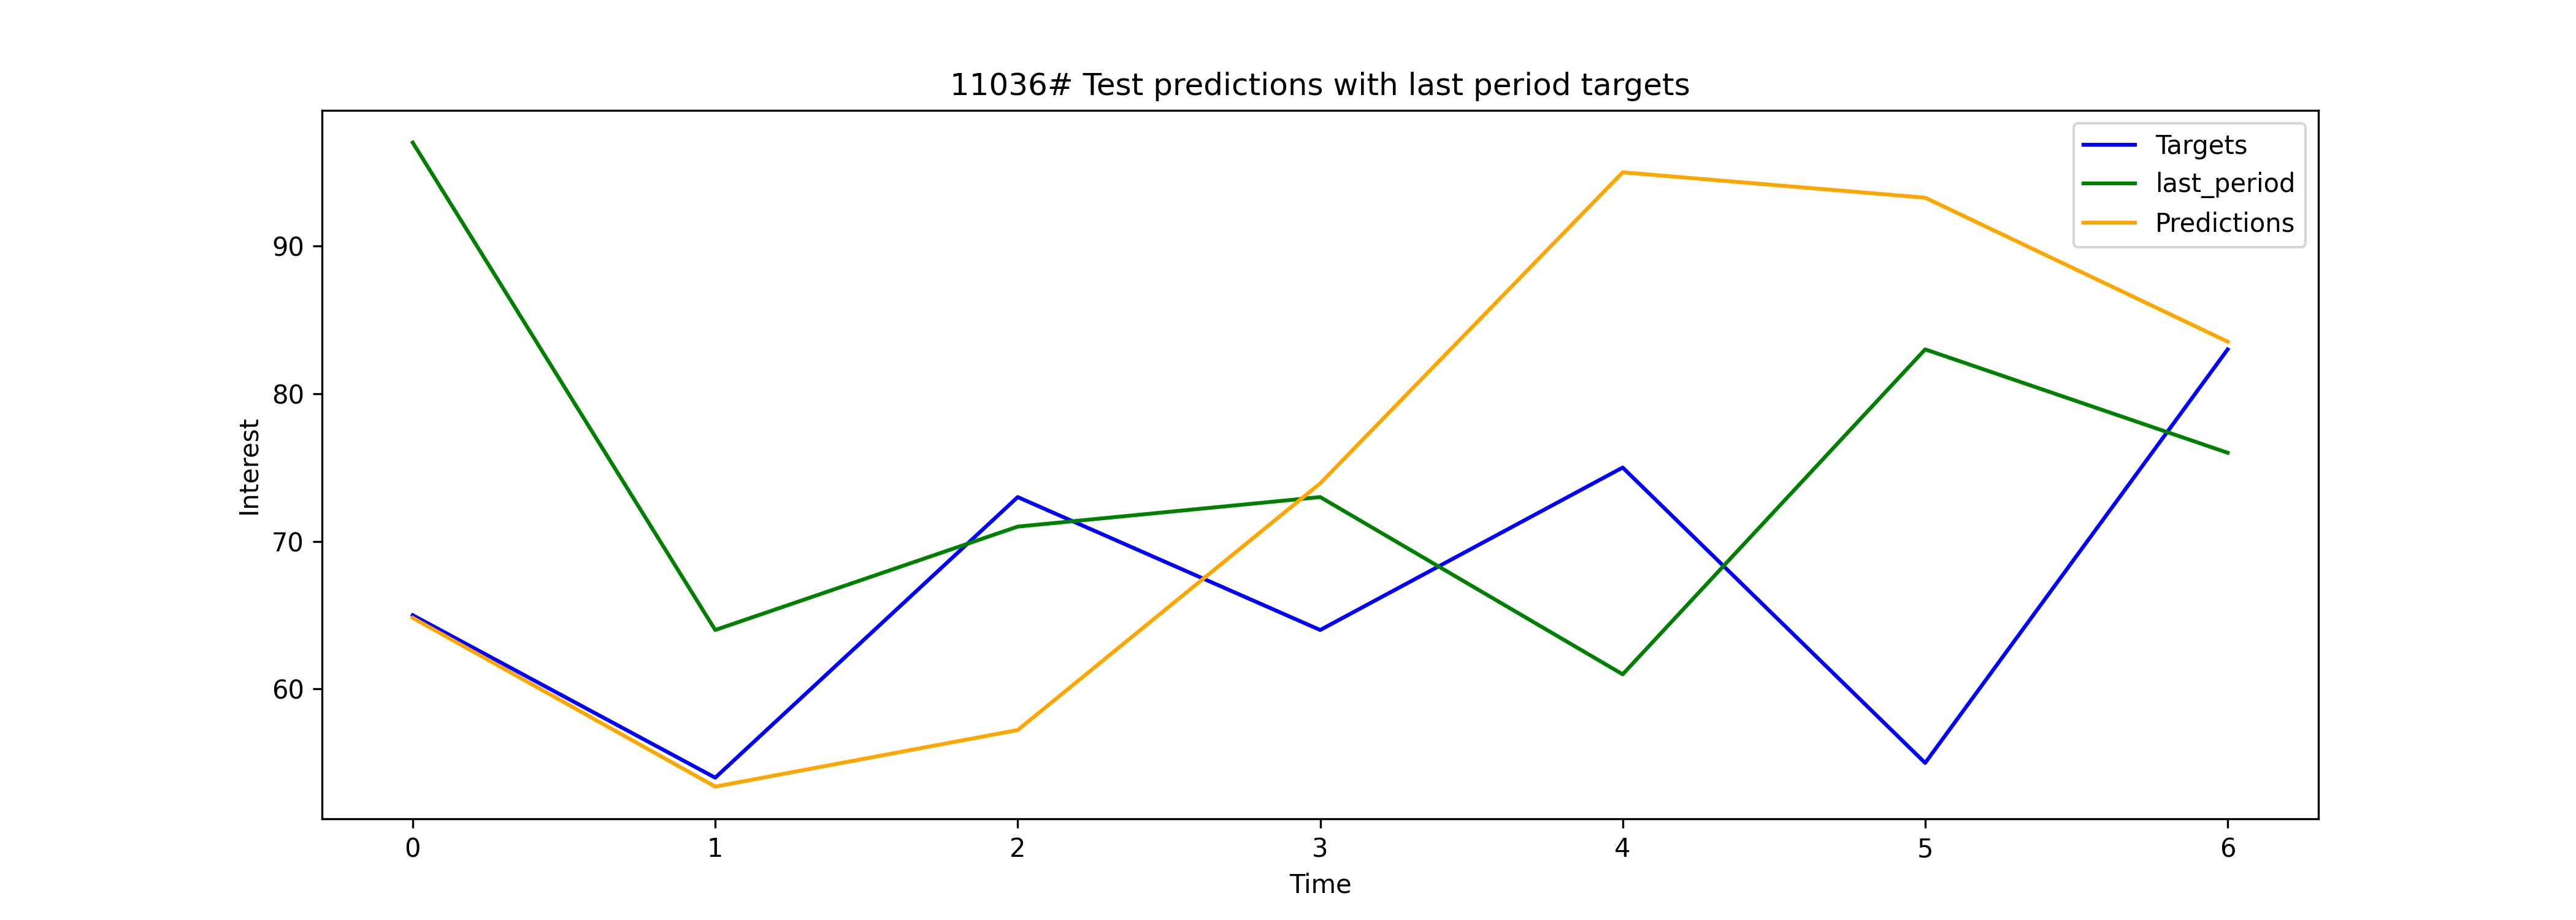 11036# Test predictions with last period targets
Targets
last_period
Predictions
90
80
70
60
Interest
0 1 2 3 4 5 6
Time